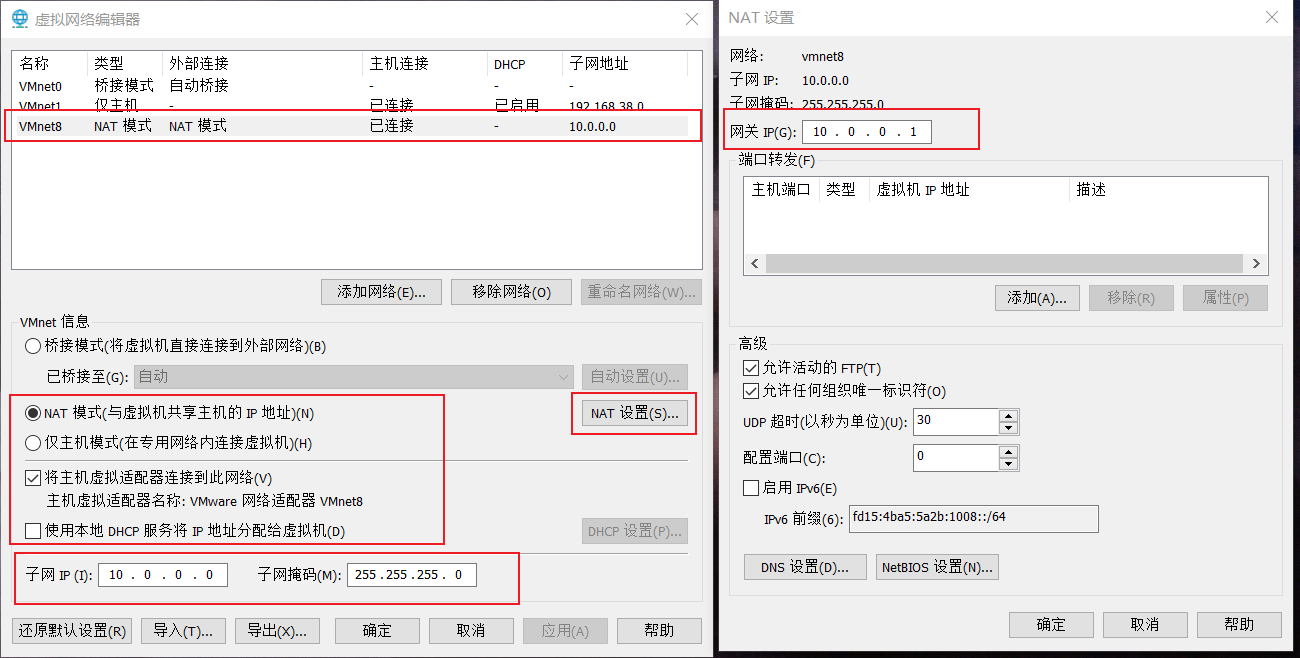 虚拟网络编辑器
名称 类型 外部连接 主机连接 DHCP 子网地址
VMnet0 桥接模式 自动桥接 - - -
VMnet1 仅主机... - 已连接 已启用 192.168.38.0
VMnet8 NAT 模式 NAT 模式 已连接 - 10.0.0.0
添加网络(E)... 移除网络(O) 重命名网络(W)...
VMnet 信息
桥接模式(将虚拟机直接连接到外部网络)(B)
已桥接至(G): 自动 自动设置(U)...
NAT 模式(与虚拟机共享主机的 IP 地址)(N) NAT 设置(S)...
仅主机模式(在专用网络内连接虚拟机)(H)
将主机虚拟适配器连接到此网络(V)
主机虚拟适配器名称: VMware 网络适配器 VMnet8
使用本地 DHCP 服务将 IP 地址分配给虚拟机(D) DHCP 设置(P)...
子网 IP (I): 10 . 0 . 0 . 0 子网掩码(M): 255.255.255. 0
还原默认设置(R) 导入(T)... 导出(X)... 确定 取消 应用(A) 帮助
NAT 设置
网络: vmnet8
子网 IP: 10.0.0.0
子网掩码: 255.255.255.0
网关 IP(G): 10 . 0 . 0 . 1
端口转发(F)
主机端口 类型 虚拟机 IP 地址 描述
添加(A)... 移除(R) 属性(P)
高级
允许活动的 FTP(T)
允许任何组织唯一标识符(O)
UDP 超时(以秒为单位)(U): 30
配置端口(C): 0
启用 IPv6(E)
IPv6 前缀(6): fd15:4ba5:5a2b:1008::/64
DNS 设置(D)... NetBIOS 设置(N)...
确定 取消 帮助